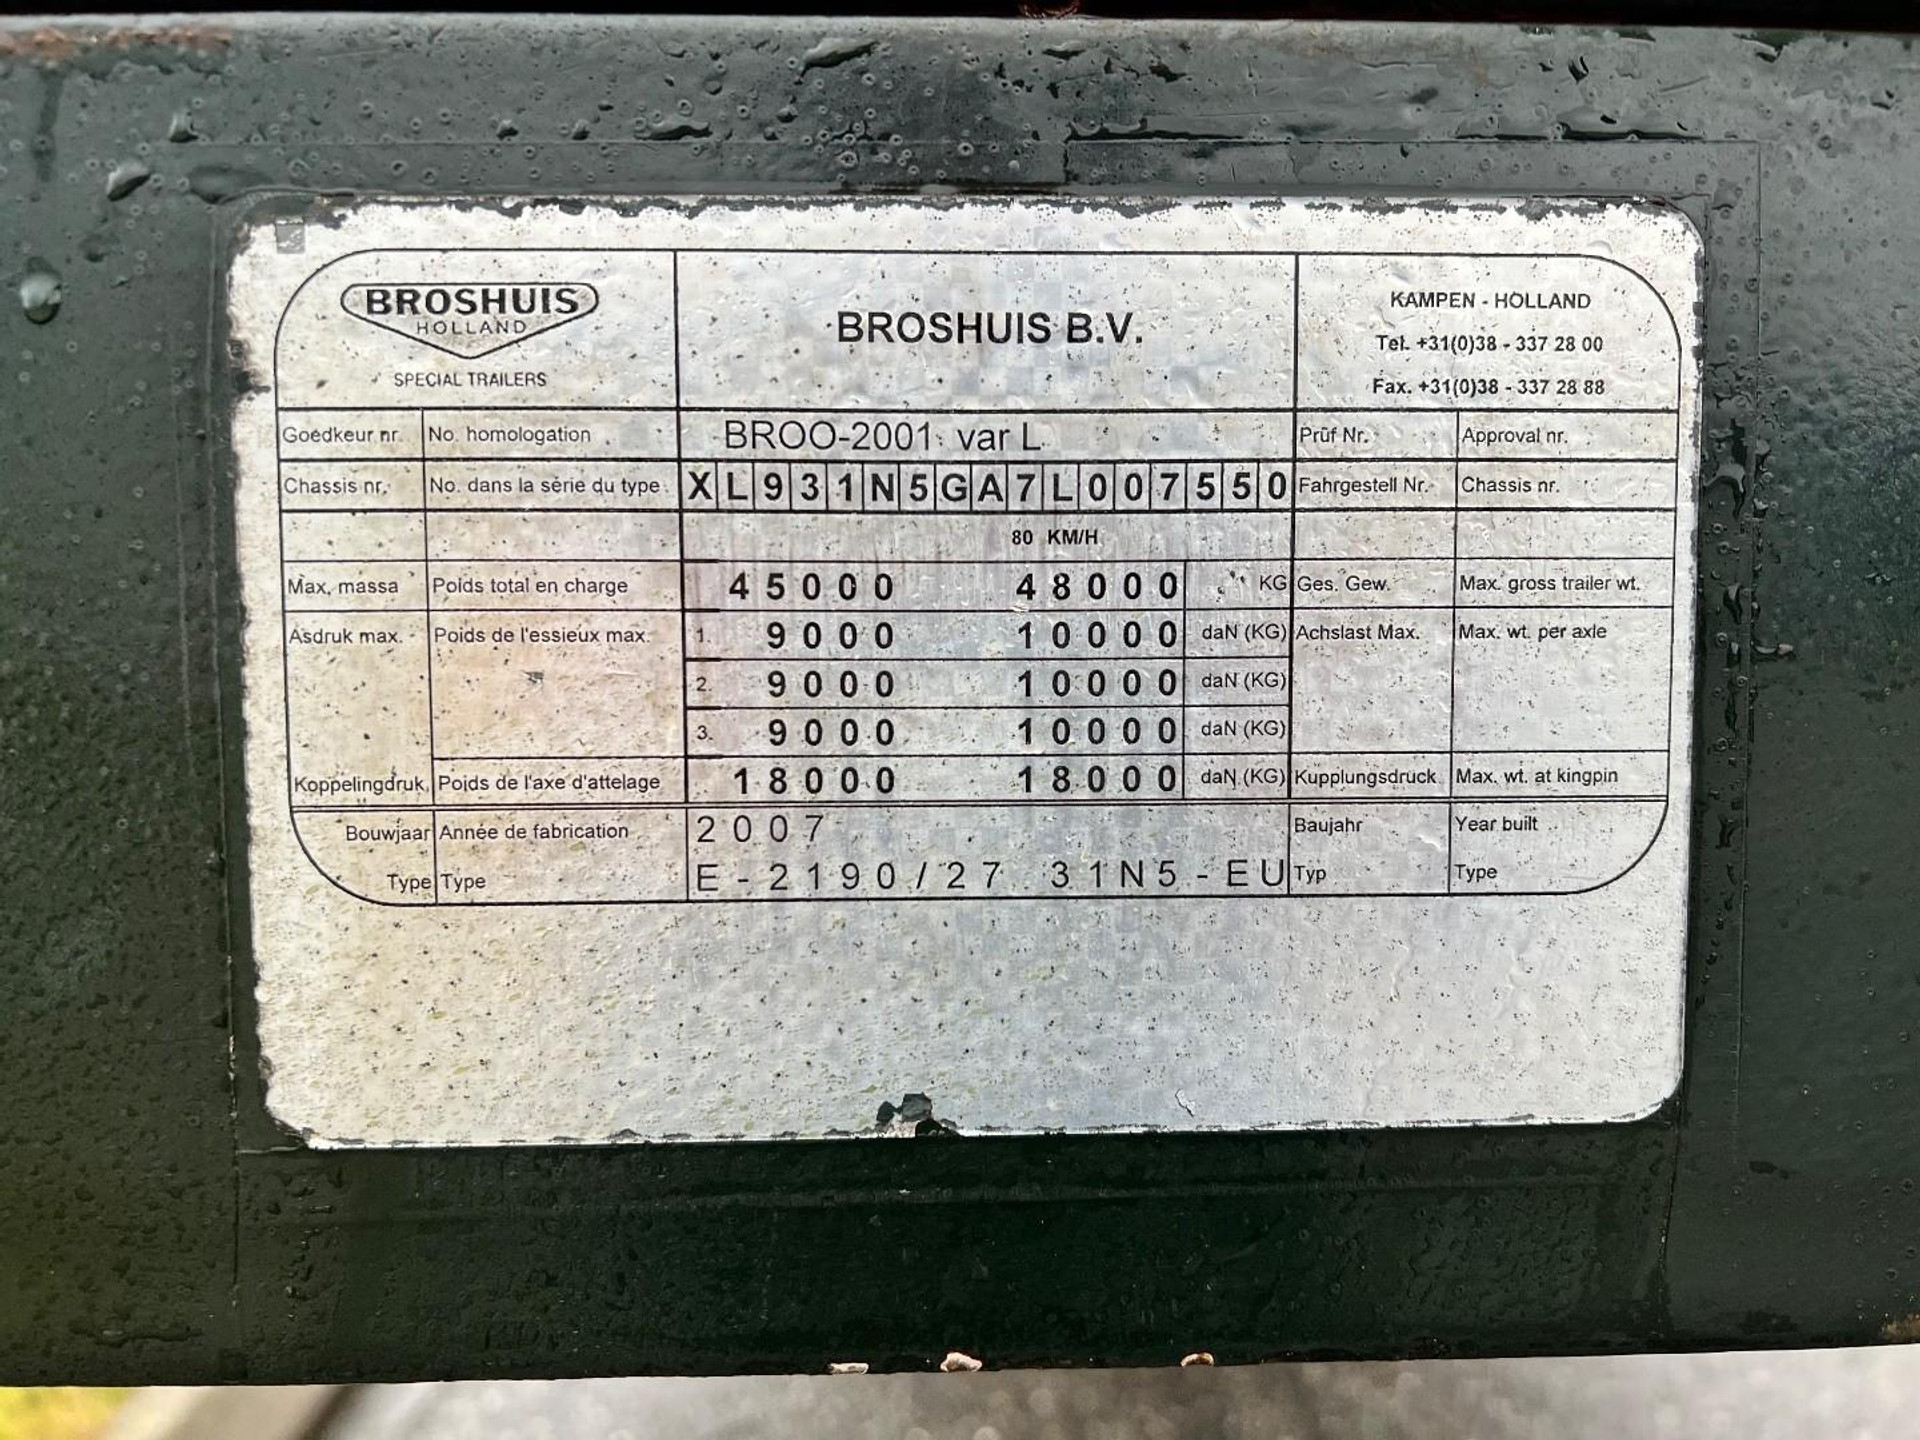 BROSHUIS
HOLLAND
SPECIAL TRAILERS
BROSHUIS B.V.
KAMPEN - HOLLAND
Tel. +31(0)38 - 337 28 00
Fax. +31(0)38 - 337 28 88
Goedkeur nr. No. homologation BROO-2001 var L Prüf Nr. Approval nr.
Chassis nr. No. dans la série du type XL931N5GA7L007550 Fahrgestell Nr. Chassis nr.
80 KM/H
Max. massa Poids total en charge 45000 48000 KG Ges. Gew. Max. gross trailer wt.
Asdruk max. Poids de l'essieux max. 1. 9000 10000 daN (KG) Achslast Max. Max. wt. per axle
2. 9000 10000 daN (KG)
3. 9000 10000 daN (KG)
Koppelingdruk Poids de l'axe d'attelage 18000 18000 daN (KG) Kupplungsdruck Max. wt. at kingpin
Bouwjaar Année de fabrication 2007 Baujahr Year built
Type Type E-2190/27 31N5-EU Typ Type